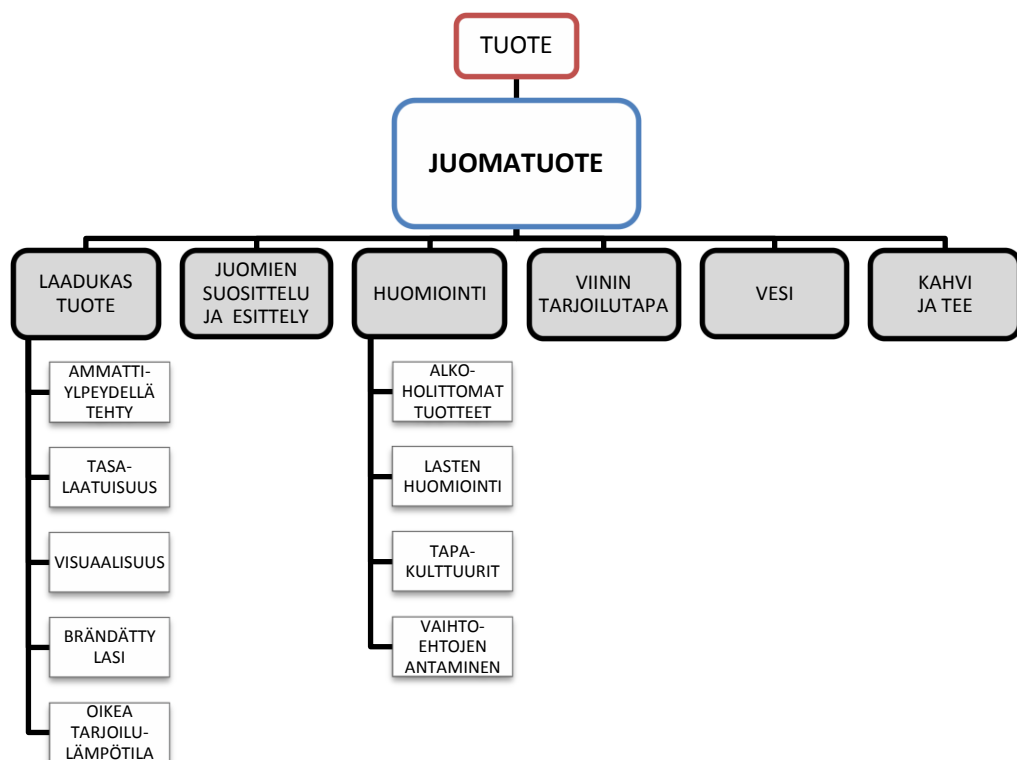 TUOTE
JUOMATUOTE
LAADUKAS
TUOTE
JUOMIEN
SUOSITTELU
JA ESITTELY
HUOMIOINTI
VIININ
TARJOILUTAPA
VESI
KAHVI
JA TEE
AMMATTI-
YLPEYDELLÄ
TEHTY
TASA-
LAATUISUUS
VISUAALISUUS
BRÄNDÄTTY
LASI
OIKEA
TARJOILU-
LÄMPÖTILA
ALKO-
HOLITTOMAT
TUOTTEET
LASTEN
HUOMIOINTI
TAPA-
KULTTUURIT
VAIHTO-
EHTOJEN
ANTAMINEN